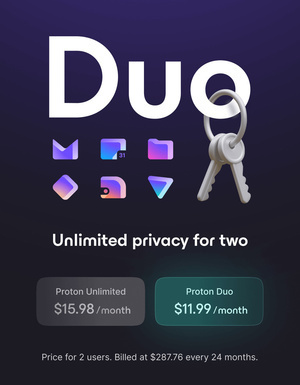 Duo
31
Unlimited privacy for two
Proton Unlimited
$15.98 /month
Proton Duo
$11.99 /month
Price for 2 users. Billed at $287.76 every 24 months.